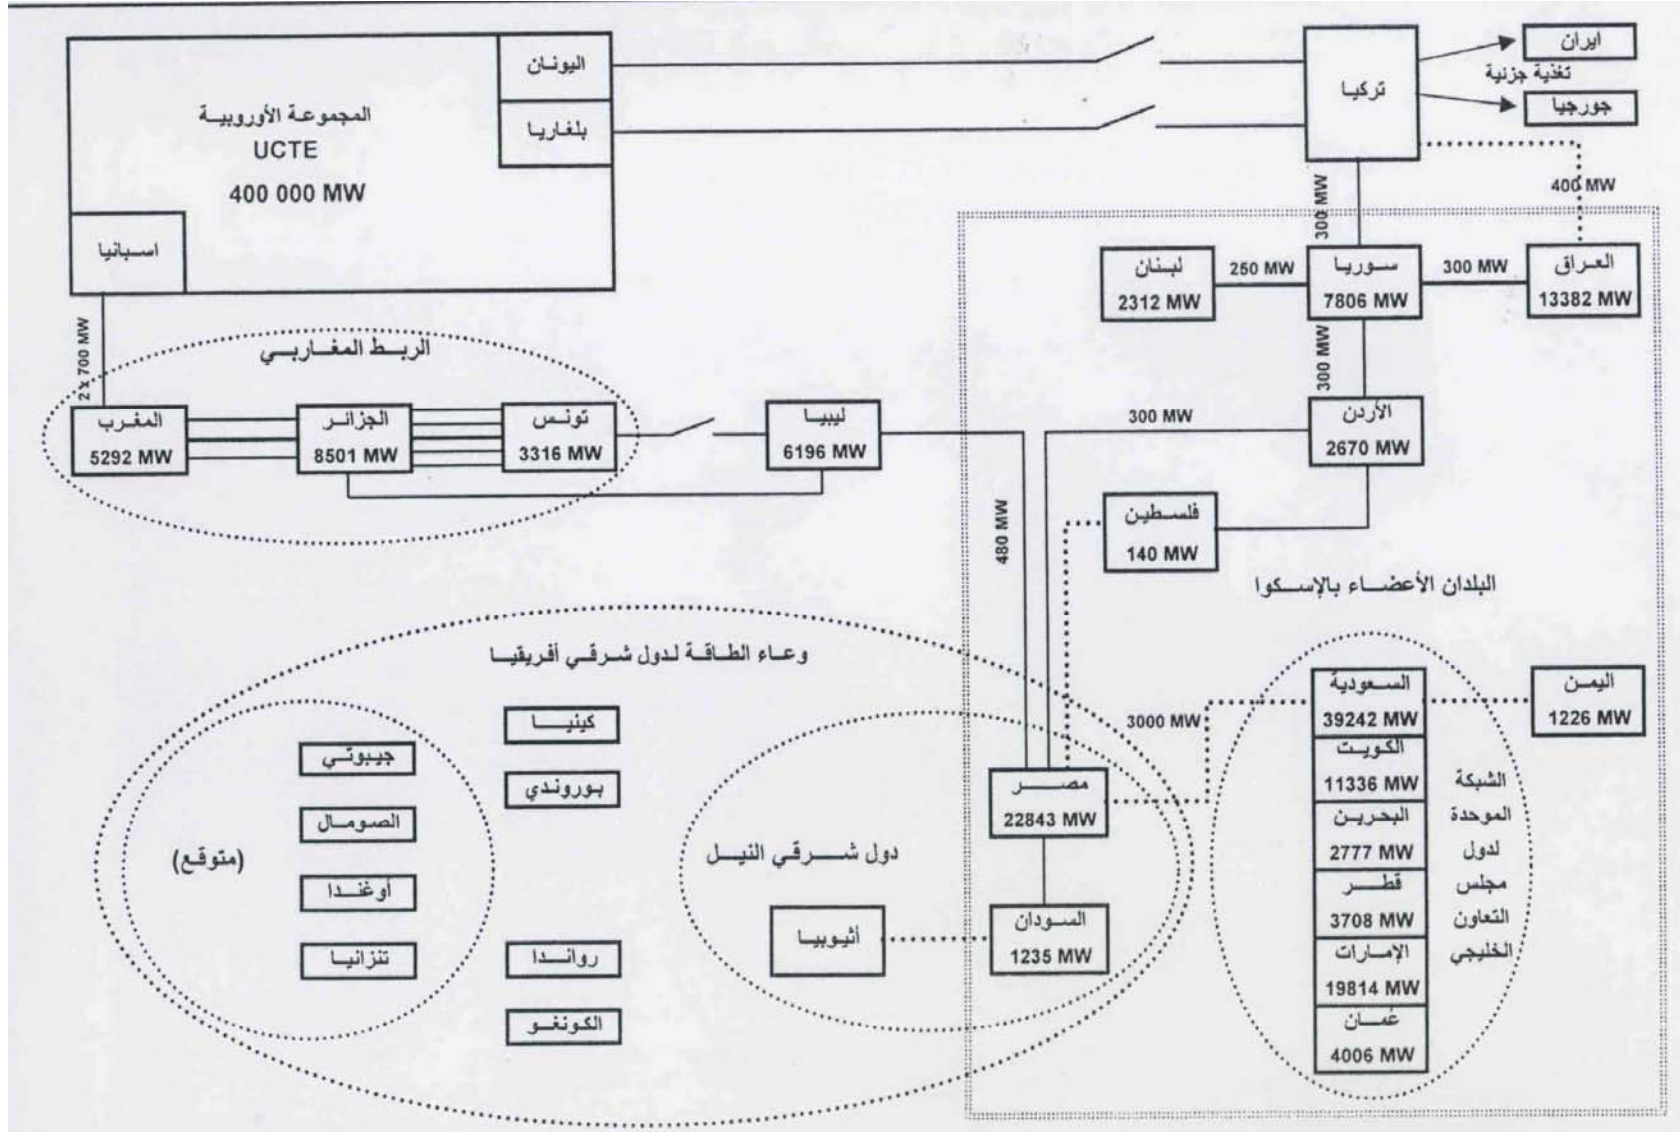 اليونان
المجموعة الأوروبية
UCTE
400 000 MW
بلغاريا
اسبانيا
تركيا
ايران
تغذية جزئية
جورجيا
300 MW
400 MW
لبنان
2312 MW
250 MW
سوريا
7806 MW
300 MW
العراق
13382 MW
2 x 700 MW
الربط المغاربي
المغرب
5292 MW
الجزائر
8501 MW
تونس
3316 MW
ليبيا
6196 MW
300 MW
300 MW
الأردن
2670 MW
480 MW
فلسطين
140 MW
البلدان الأعضاء بالإسكوا
وعاء الطاقة لدول شرقي أفريقيا
كينيا
بوروندي
جيبوتي
الصومال
أوغندا
تنزانيا
(متوقع)
رواندا
الكونغو
دول شرقي النيل
أثيوبيا
مصر
22843 MW
السودان
1235 MW
3000 MW
السعودية
39242 MW
الكويت
11336 MW
البحرين
2777 MW
قطر
3708 MW
الإمارات
19814 MW
عُمان
4006 MW
الشبكة
الموحدة
لدول
مجلس
التعاون
الخليجي
اليمن
1226 MW